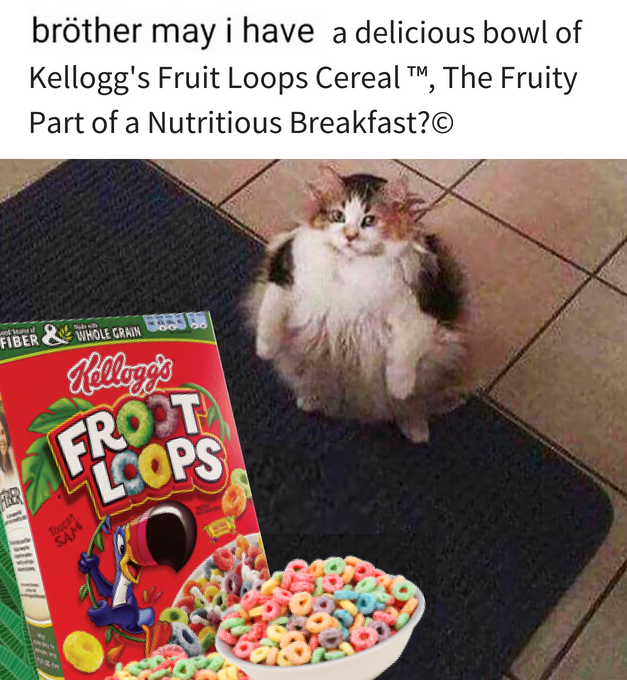 bröther may i have a delicious bowl of
Kellogg's Fruit Loops Cereal ™, The Fruity
Part of a Nutritious Breakfast?©
FIBER & Made with WHOLE GRAIN
Kellogg's
FROOT
LOOPS
FIBER
TOUCAN
SAM